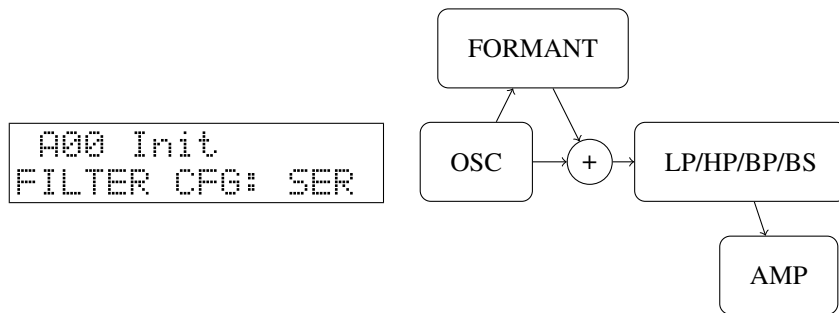 FORMANT
A00 Init
FILTER CFG: SER
OSC
+
LP/HP/BP/BS
AMP